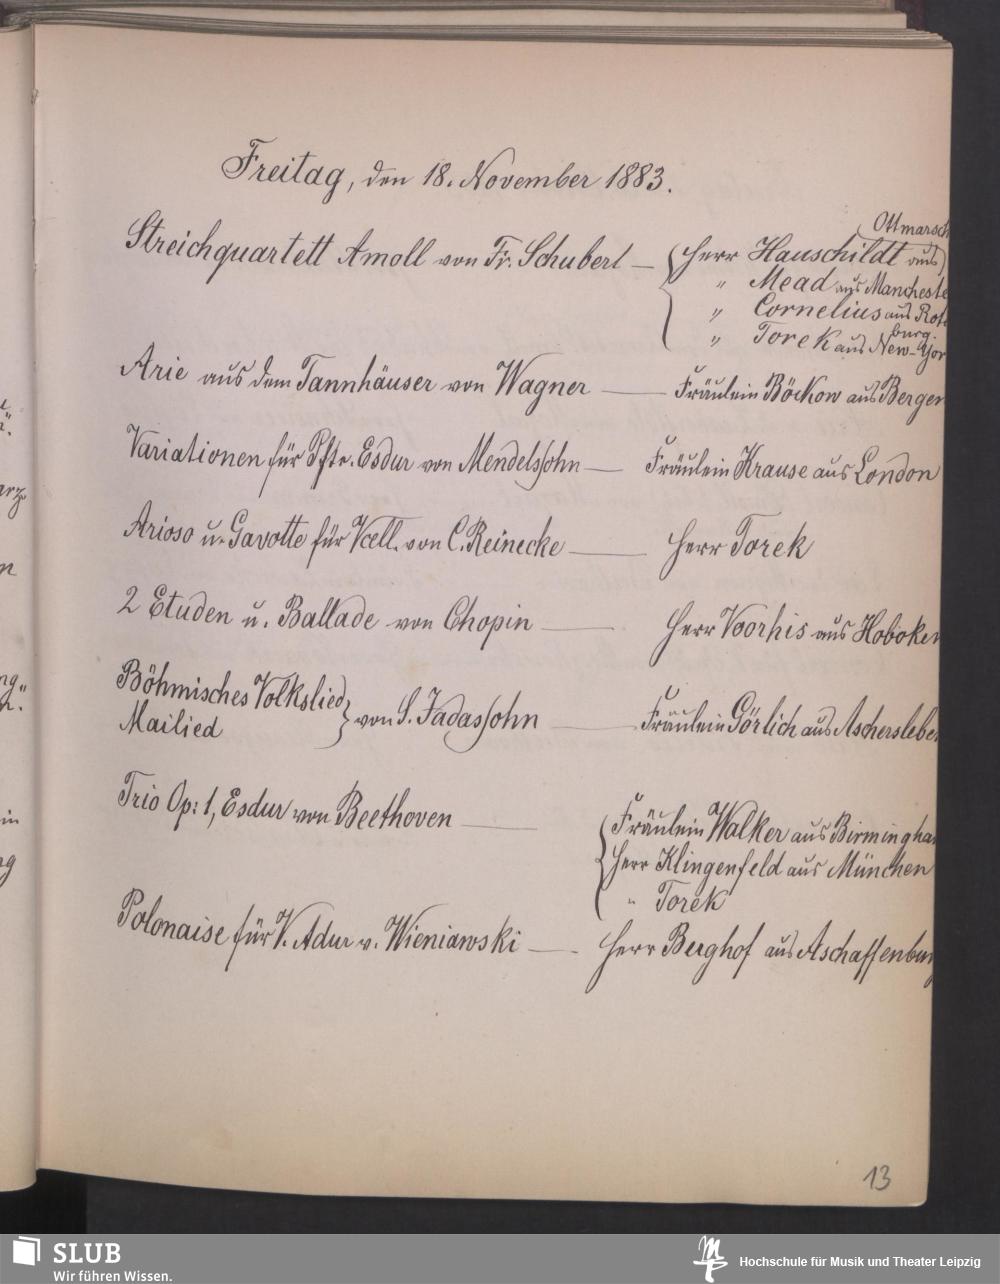 Freitag, den 18. November 1883.
Ottmarsch
Streichquartett Amoll von Fr. Schubert — Herr Hauschildt aus
" Mead aus Mancheste
" Cornelius aus Rot
burg.
" Torek aus New-Yor
Arie aus dem Tannhäuser von Wagner — Fräulein Böckow aus Bergen
Variationen für Pfte. Esdur von Mendelssohn — Fräulein Krause aus London
Arioso u. Gavotte für Vcell. von C. Reinecke — Herr Torek
2 Etuden u. Ballade von Chopin — Herr Voorhis aus Hoboken
Böhmisches Volkslied
Mailied } von S. Jadassohn — Fräulein Görlich aus Aschersleben
Trio Op: 1, Esdur von Beethoven — Fräulein Walker aus Birmingham
Herr Klingenfeld aus München
" Torek
Polonaise für V. Adur v. Wieniawski — Herr Berghof aus Aschaffenburg
13
SLUB
Wir führen Wissen.
Hochschule für Musik und Theater Leipzig